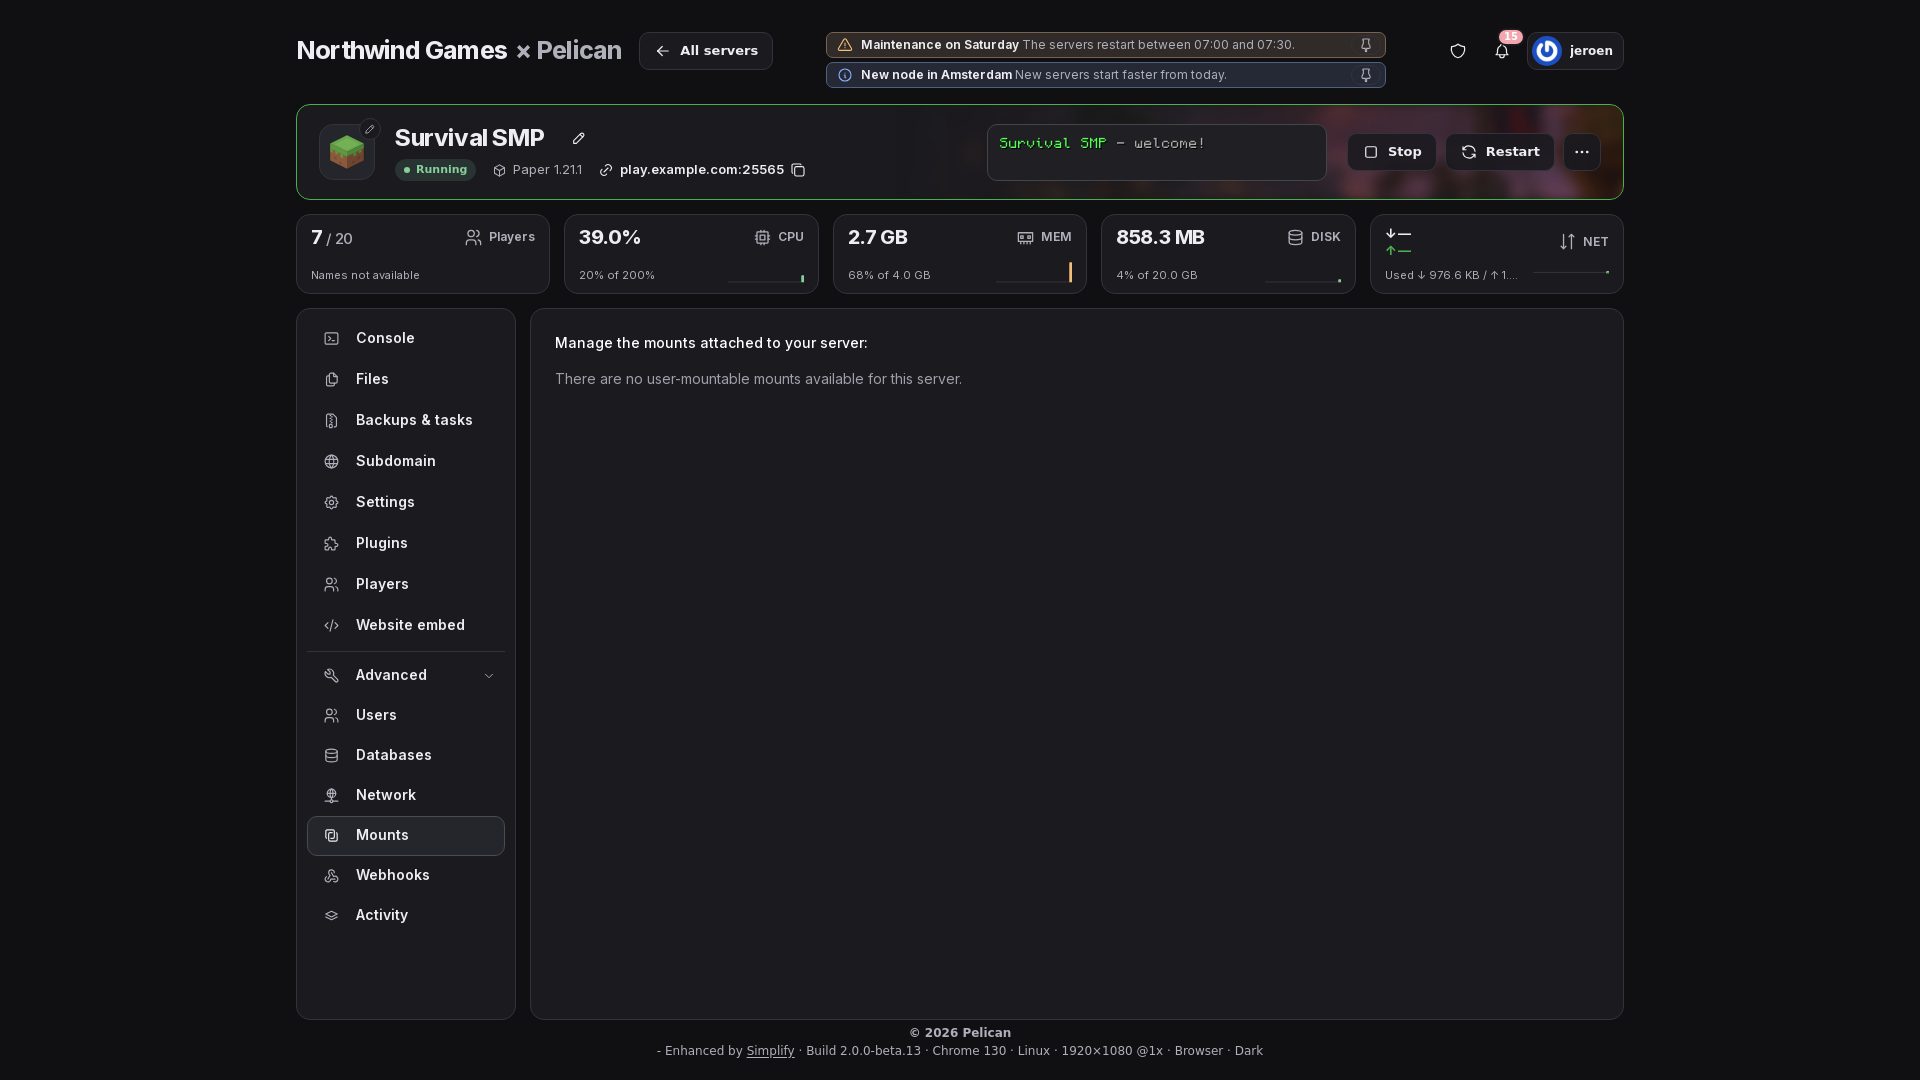 Northwind Games × Pelican
All servers
Maintenance on Saturday The servers restart between 07:00 and 07:30.
New node in Amsterdam New servers start faster from today.
15
jeroen
Survival SMP
Running
Paper 1.21.1
play.example.com:25565
Survival SMP - welcome!
Stop
Restart
7 / 20
Players
Names not available
39.0%
CPU
20% of 200%
2.7 GB
MEM
68% of 4.0 GB
858.3 MB
DISK
4% of 20.0 GB
↓—
↑—
NET
Used ↓ 976.6 KB / ↑ 1...
Console
Files
Backups & tasks
Subdomain
Settings
Plugins
Players
Website embed
Advanced
Users
Databases
Network
Mounts
Webhooks
Activity
Manage the mounts attached to your server:
There are no user-mountable mounts available for this server.
© 2026 Pelican
- Enhanced by Simplify · Build 2.0.0-beta.13 · Chrome 130 · Linux · 1920×1080 @1x · Browser · Dark